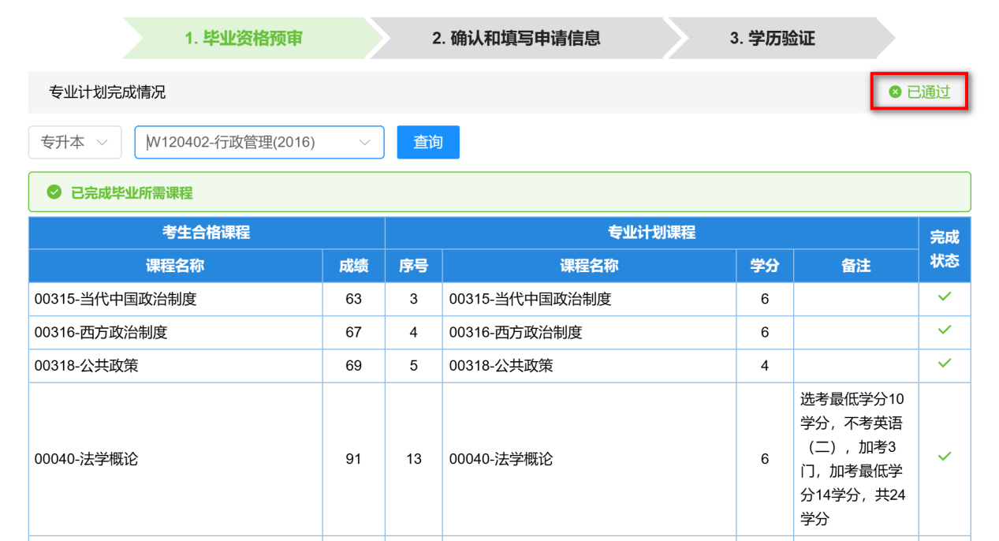 1. 毕业资格预审
2. 确认和填写申请信息
3. 学历验证
专业计划完成情况
已通过
专升本
W120402-行政管理(2016)
查询
已完成毕业所需课程
考生合格课程
专业计划课程
完成
状态
课程名称
成绩
序号
课程名称
学分
备注
00315-当代中国政治制度
63
3
00315-当代中国政治制度
6
00316-西方政治制度
67
4
00316-西方政治制度
6
00318-公共政策
69
5
00318-公共政策
4
00040-法学概论
91
13
00040-法学概论
6
选考最低学分10
学分，不考英语
（二），加考3
门，加考最低学
分14学分，共24
学分